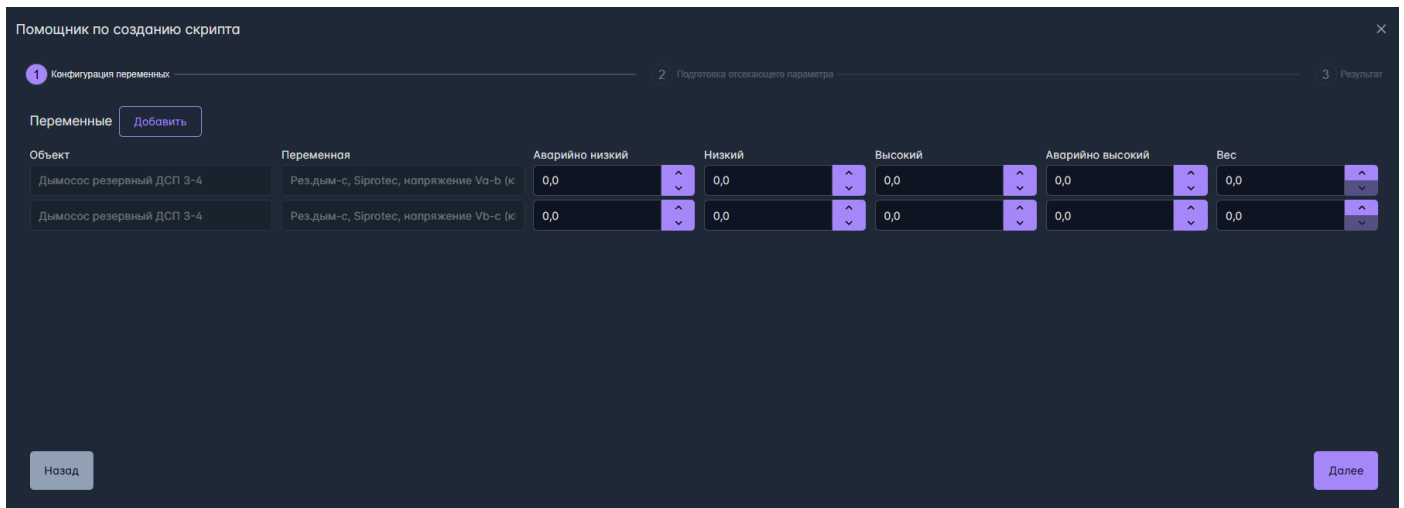 Помощник по созданию скрипта
1 Конфигурация переменных 2 Подготовка отсекающего параметра 3 Результат
Переменные Добавить
Объект Переменная Аварийно низкий Низкий Высокий Аварийно высокий Вес
Дымосос резервный ДСП 3-4 Рез.дым-с, Siprotec, напряжение Va-b (кВ 0,0 0,0 0,0 0,0 0,0
Дымосос резервный ДСП 3-4 Рез.дым-с, Siprotec, напряжение Vb-c (кВ 0,0 0,0 0,0 0,0 0,0
Назад Далее